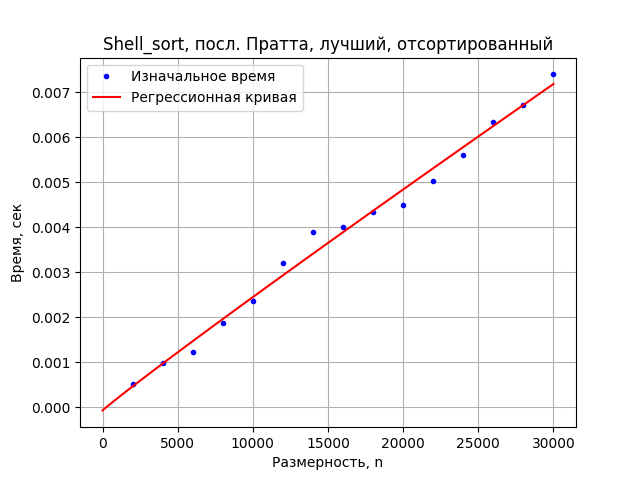 Shell_sort, посл. Пратта, лучший, отсортированный
Изначальное время
Регрессионная кривая
0.007
0.006
0.005
0.004
0.003
0.002
0.001
0.000
Время, сек
0 5000 10000 15000 20000 25000 30000
Размерность, n